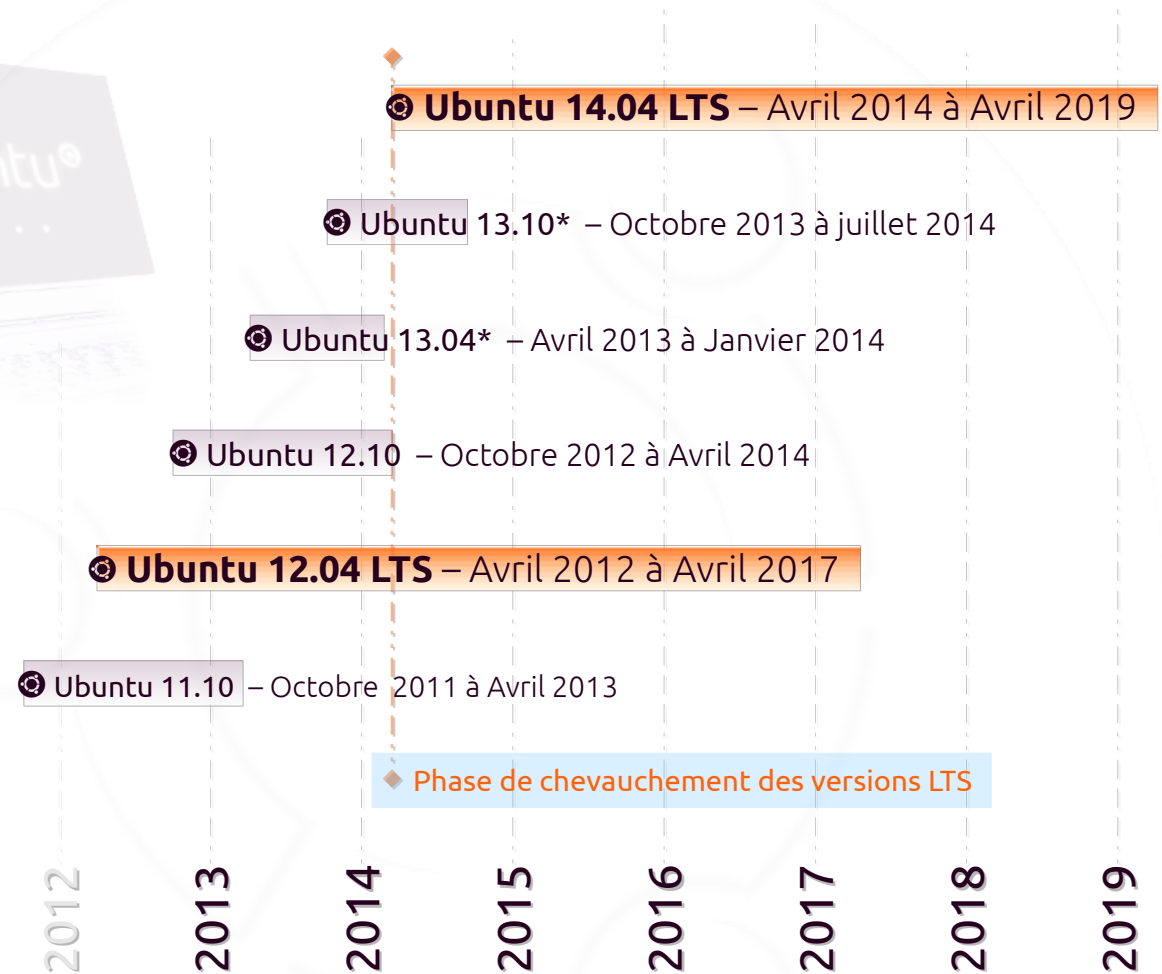 Ubuntu 14.04 LTS – Avril 2014 à Avril 2019
ntu
Ubuntu 13.10* – Octobre 2013 à juillet 2014
Ubuntu 13.04* – Avril 2013 à Janvier 2014
Ubuntu 12.10 – Octobre 2012 à Avril 2014
Ubuntu 12.04 LTS – Avril 2012 à Avril 2017
Ubuntu 11.10 – Octobre 2011 à Avril 2013
Phase de chevauchement des versions LTS
2012
2013
2014
2015
2016
2017
2018
2019